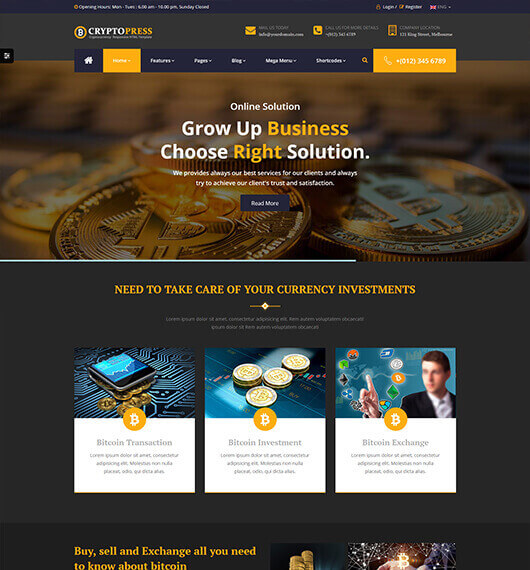 Opening Hours: Mon - Tues : 6.00 am - 10.00 pm, Sunday Closed
Login / Register ENG
CRYPTOPRESS
Cryptocurrency Responsive HTML Template
MAIL US TODAY
info@yourdomain.com
CALL US FOR MORE DETAILS
+(012) 345 6789
COMPANY LOCATION
121 King Street, Melbourne
Home Features Pages Blog Mega Menu Shortcodes
+(012) 345 6789
Online Solution
Grow Up Business
Choose Right Solution.
We provides always our best services for our clients and always
try to achieve our client's trust and satisfaction.
Read More
NEED TO TAKE CARE OF YOUR CURRENCY INVESTMENTS
Lorem ipsum dolor sit amet, consectetur adipisicing elit. Rem autem voluptatum obcaecati!
ipsum dolor sit. Rem autem voluptatum obcaecati
Bitcoin Transaction
Lorem ipsum dolor sit amet, consectetur
adipisicing elit. Molestias non nulla
placeat, odio, qui dicta alias.
Bitcoin Investment
Lorem ipsum dolor sit amet, consectetur
adipisicing elit. Molestias non nulla
placeat, odio, qui dicta alias.
Bitcoin Exchange
Lorem ipsum dolor sit amet, consectetur
adipisicing elit. Molestias non nulla
placeat, odio, qui dicta alias.
Buy, sell and Exchange all you need
to know about bitcoin